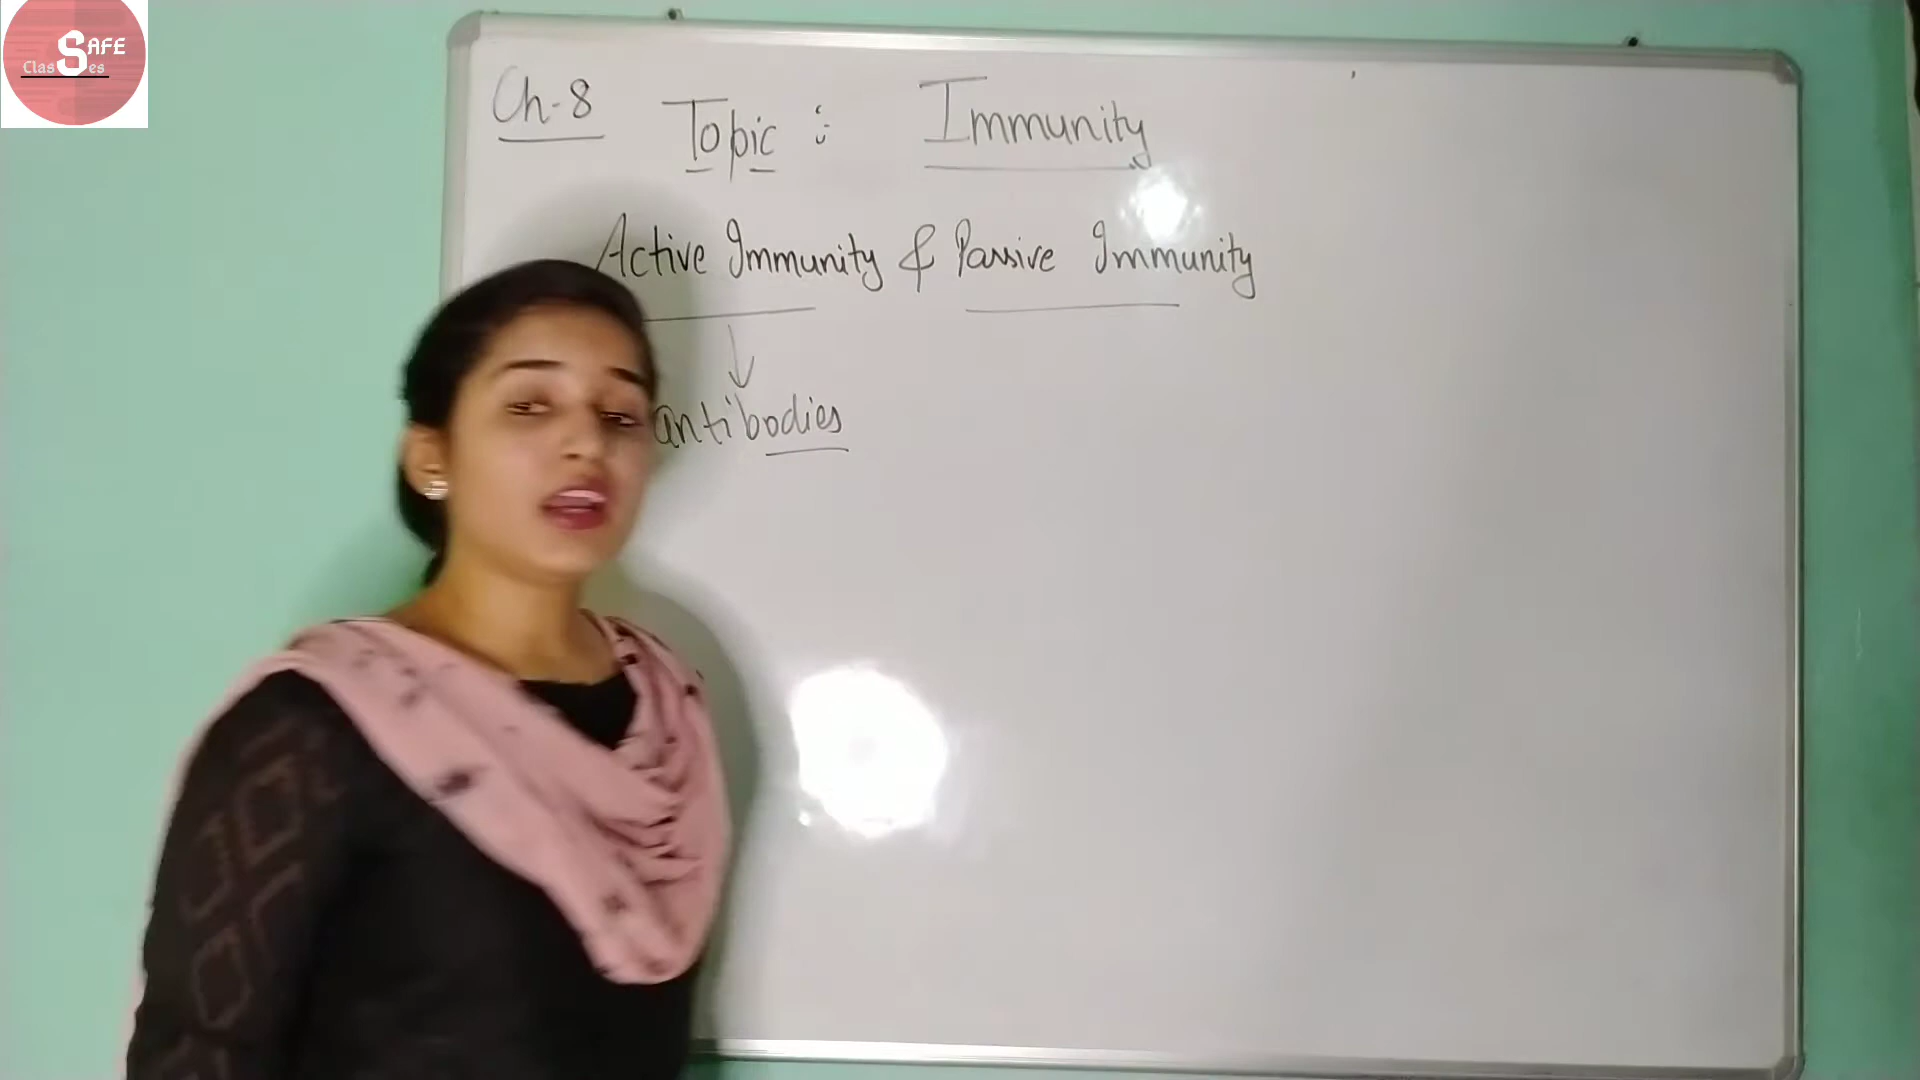 SAFE
Classes
Ch-8 Topic : Immunity
Active Immunity & Passive Immunity
antibodies